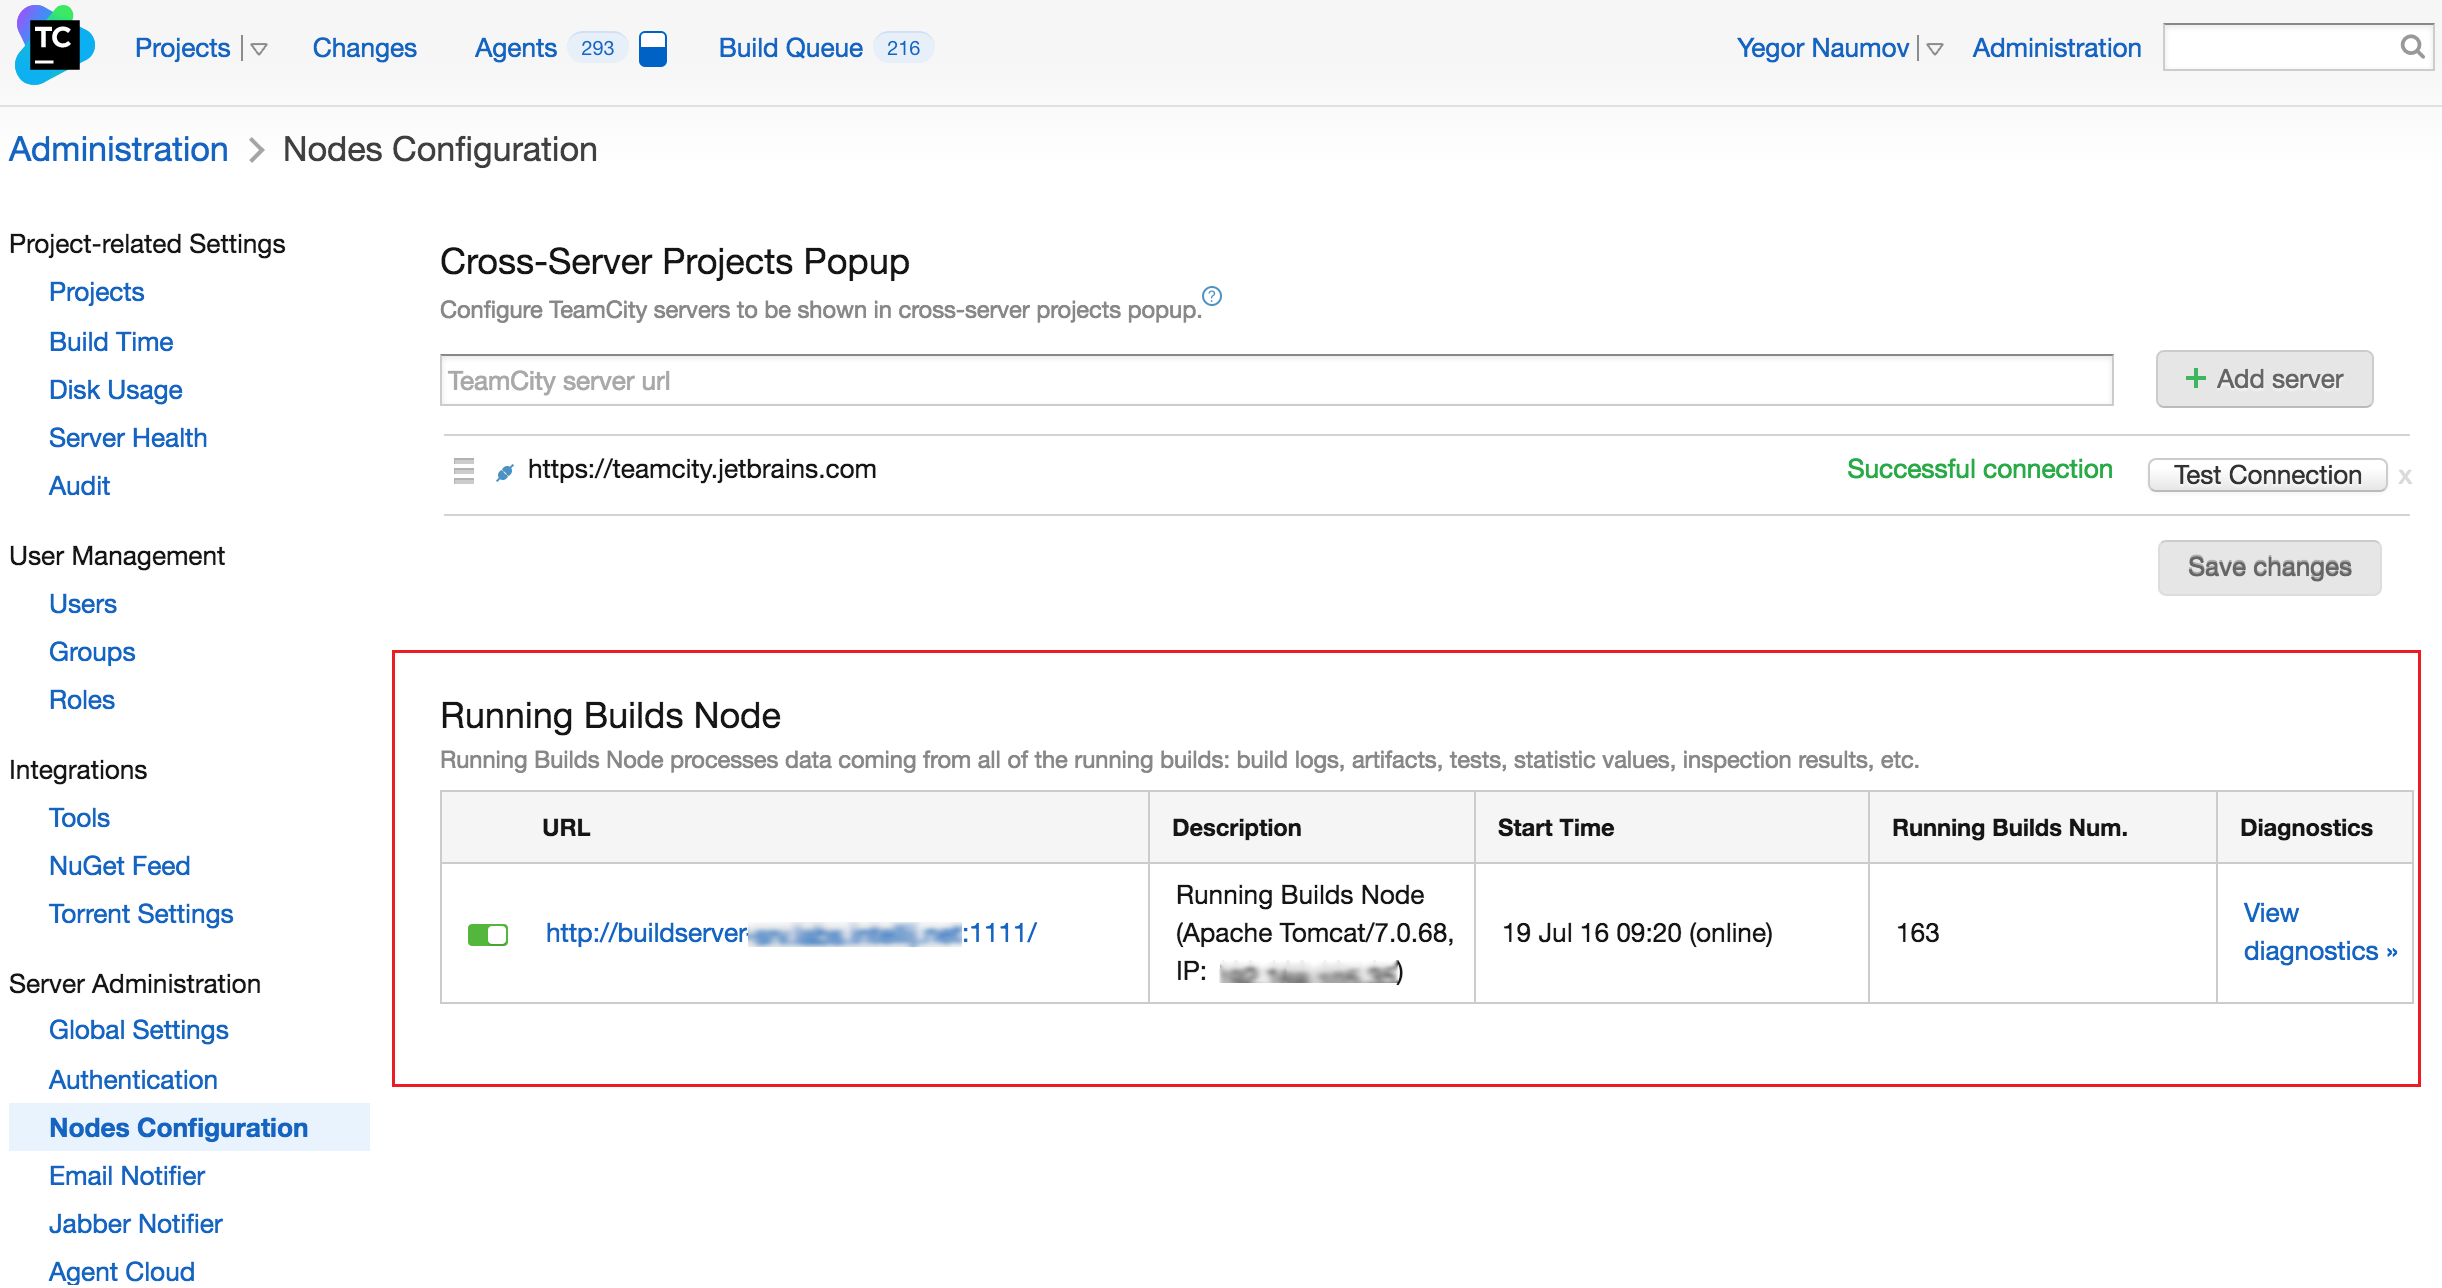 TC
Projects
Changes
Agents 293
Build Queue 216
Yegor Naumov
Administration
Administration
Nodes Configuration
Project-related Settings
Projects
Build Time
Disk Usage
Server Health
Audit
User Management
Users
Groups
Roles
Integrations
Tools
NuGet Feed
Torrent Settings
Server Administration
Global Settings
Authentication
Nodes Configuration
Email Notifier
Jabber Notifier
Agent Cloud
Cross-Server Projects Popup
Configure TeamCity servers to be shown in cross-server projects popup. ?
TeamCity server url
+ Add server
https://teamcity.jetbrains.com
Successful connection
Test Connection
x
Save changes
Running Builds Node
Running Builds Node processes data coming from all of the running builds: build logs, artifacts, tests, statistic values, inspection results, etc.
URL
Description
Start Time
Running Builds Num.
Diagnostics
http://buildserver- :1111/
Running Builds Node
(Apache Tomcat/7.0.68,
IP: )
19 Jul 16 09:20 (online)
163
View
diagnostics »